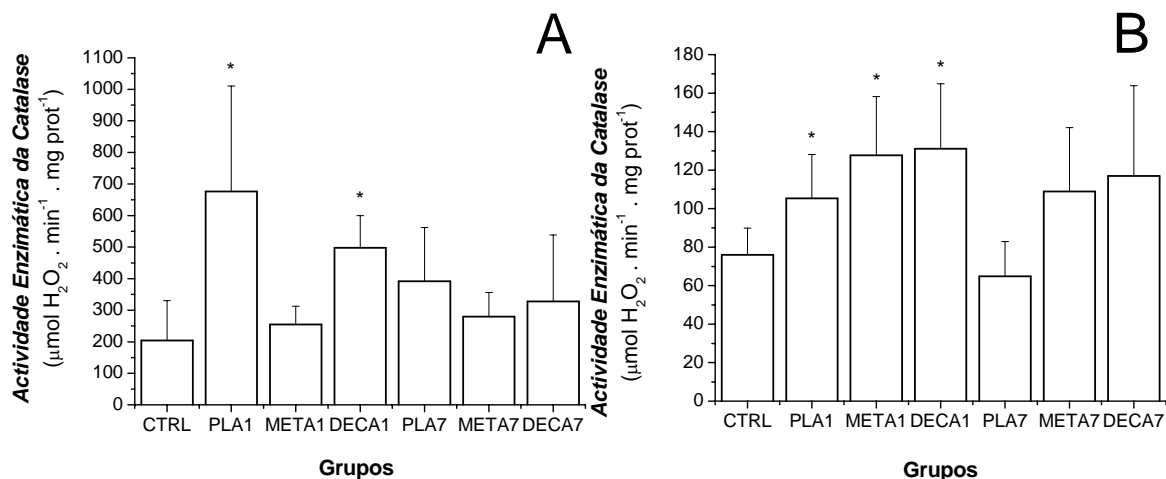 A
Actividade Enzimática da Catalase
(μmol H₂O₂ . min⁻¹ . mg prot⁻¹)
1100
1000
900
800
700
600
500
400
300
200
100
0
*
*
CTRL PLA1 META1 DECA1 PLA7 META7 DECA7
Grupos
B
Actividade Enzimática da Catalase
(μmol H₂O₂ . min⁻¹ . mg prot⁻¹)
180
160
140
120
100
80
60
40
20
0
*
*
*
CTRL PLA1 META1 DECA1 PLA7 META7 DECA7
Grupos